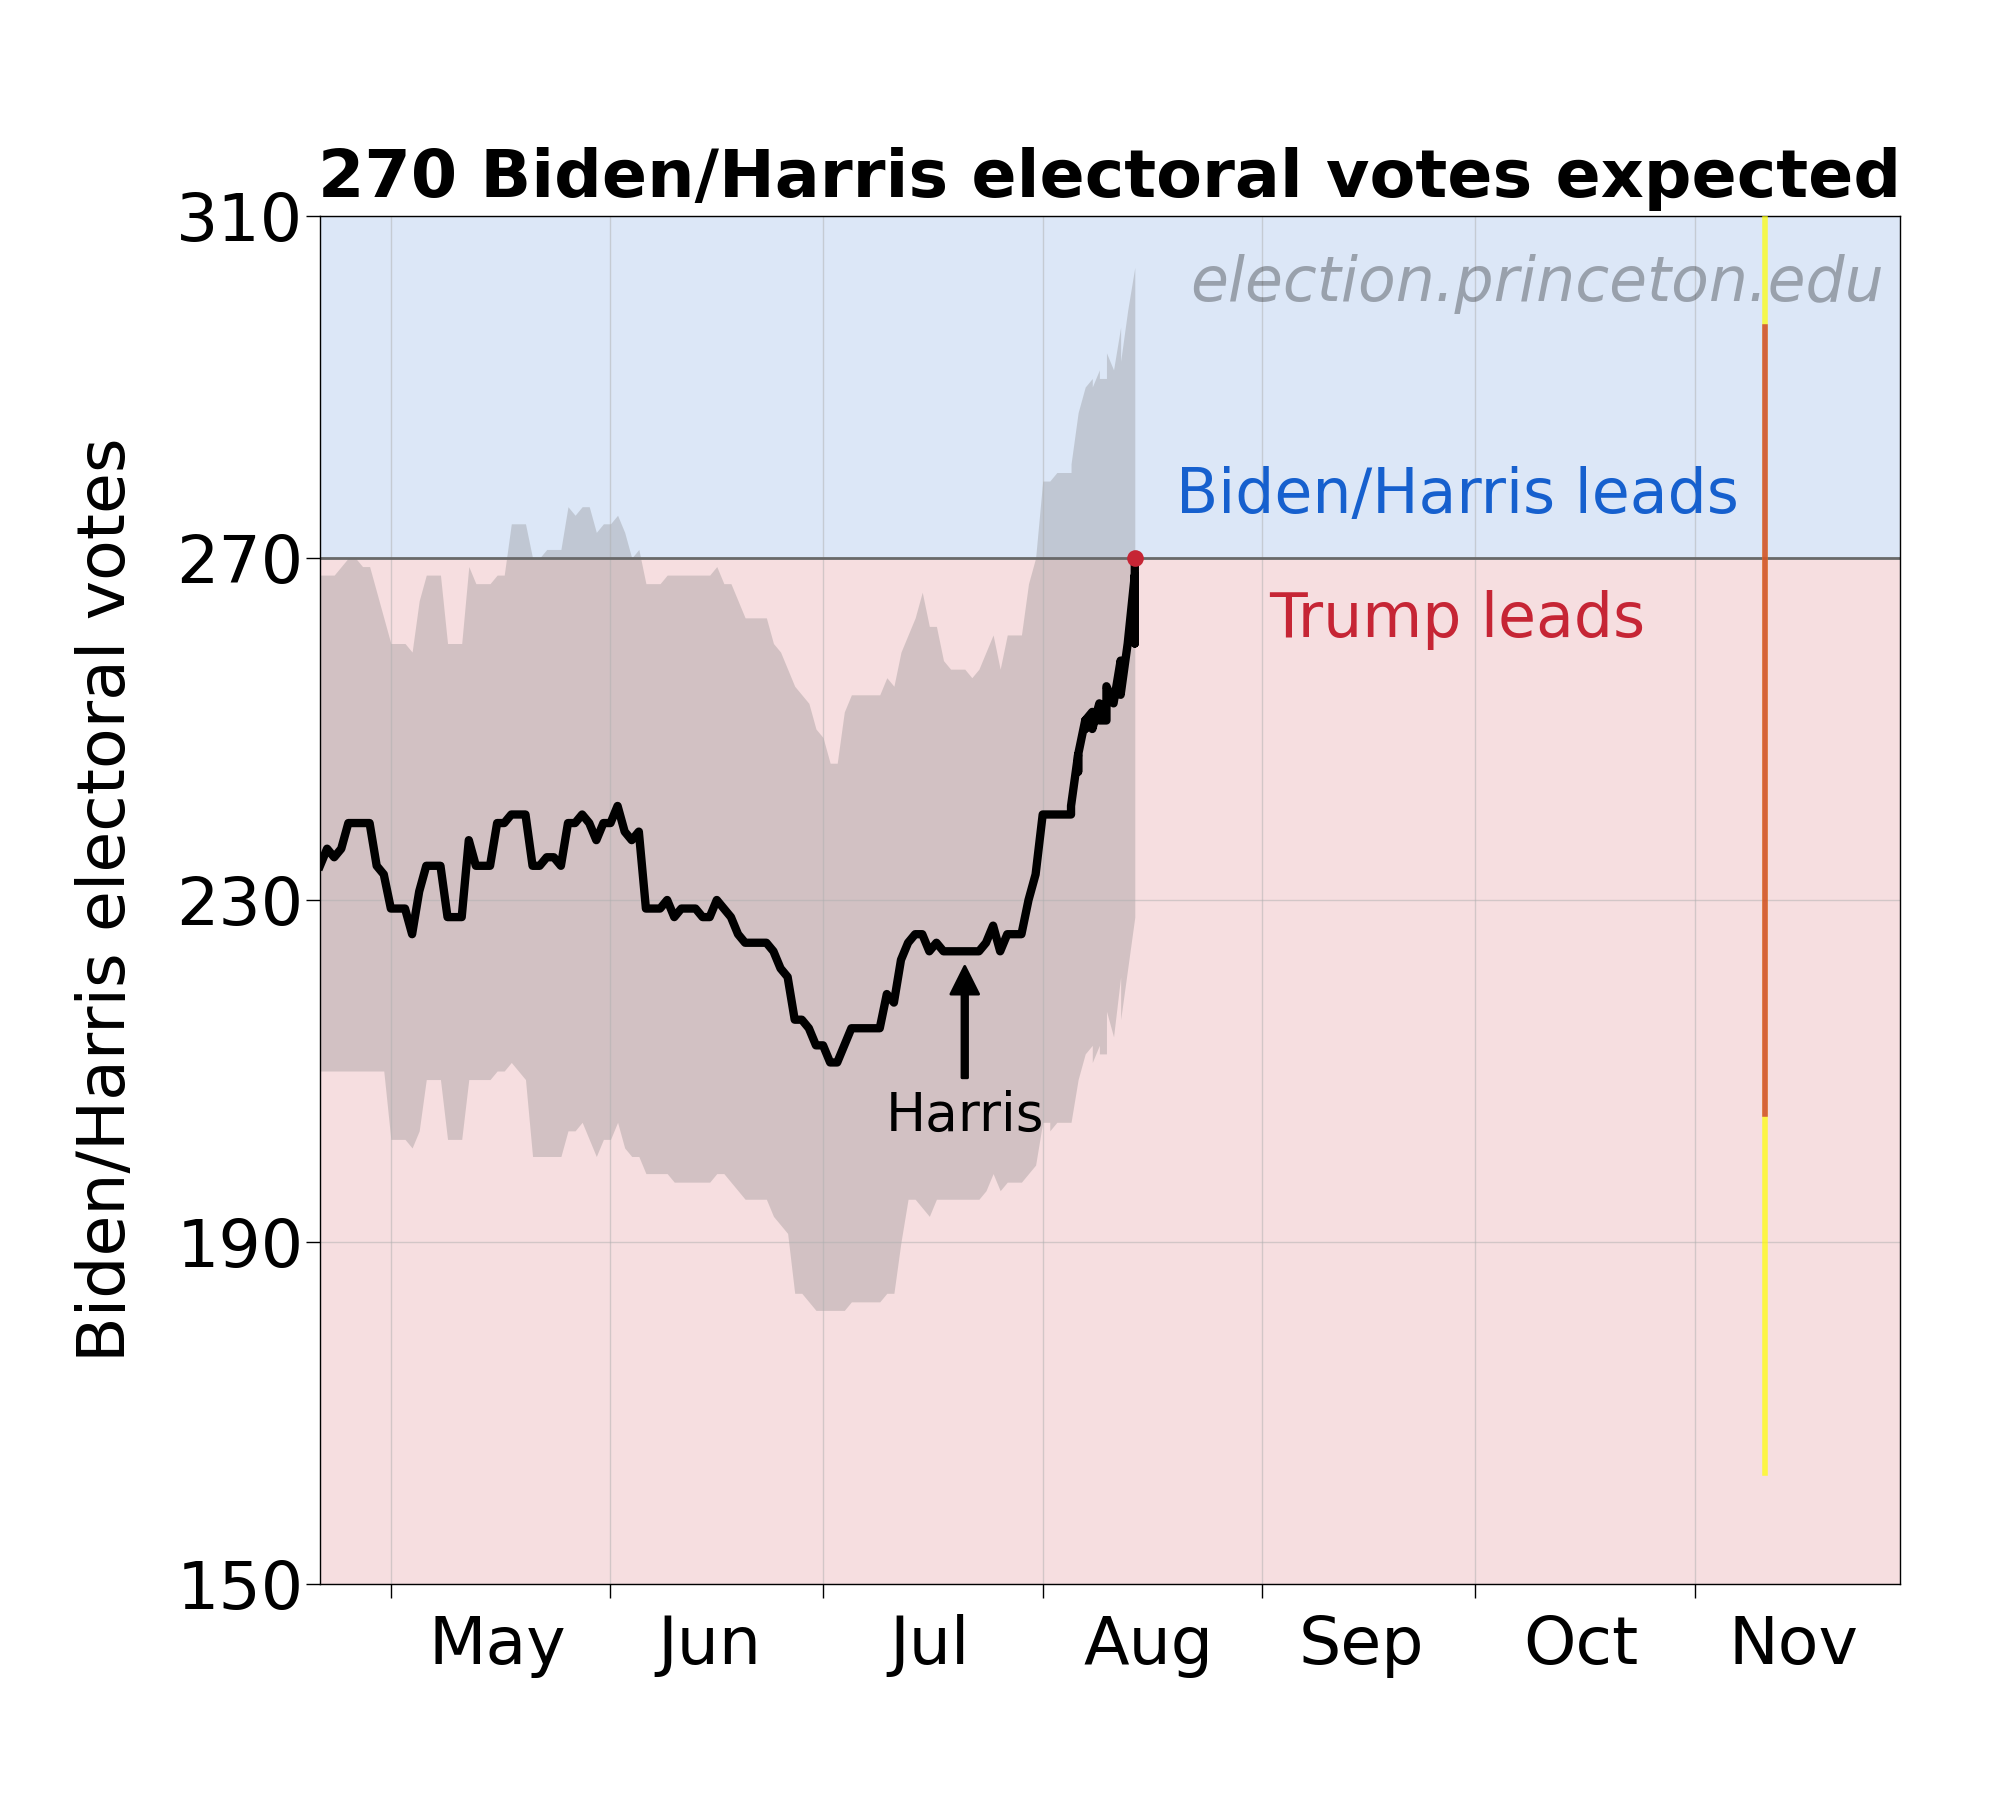 270 Biden/Harris electoral votes expected
310
election.princeton.edu
Biden/Harris leads
270
Trump leads
Biden/Harris electoral votes
230
Harris
190
150
May Jun Jul Aug Sep Oct Nov